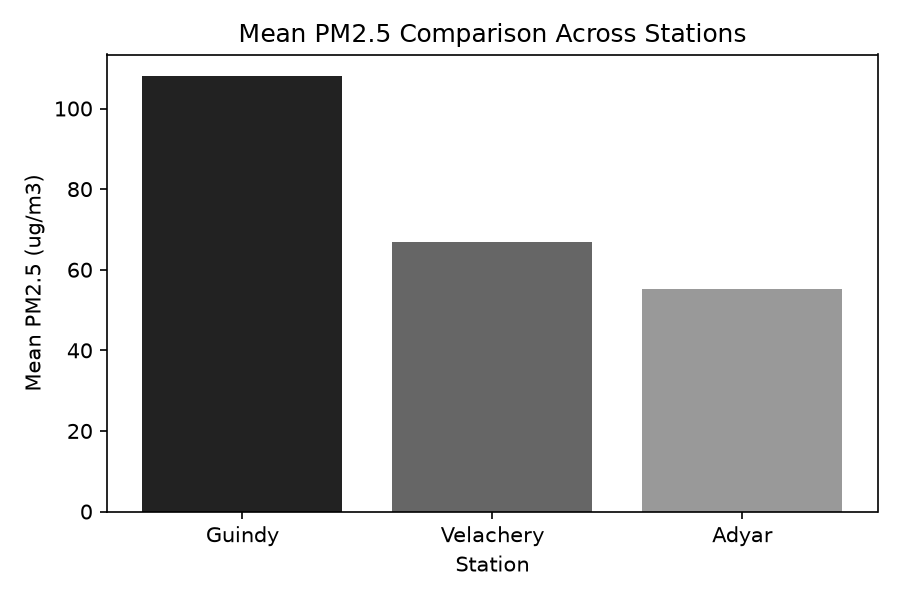 Mean PM2.5 Comparison Across Stations
Mean PM2.5 (ug/m3)
100
80
60
40
20
0
Guindy Velachery Adyar
Station